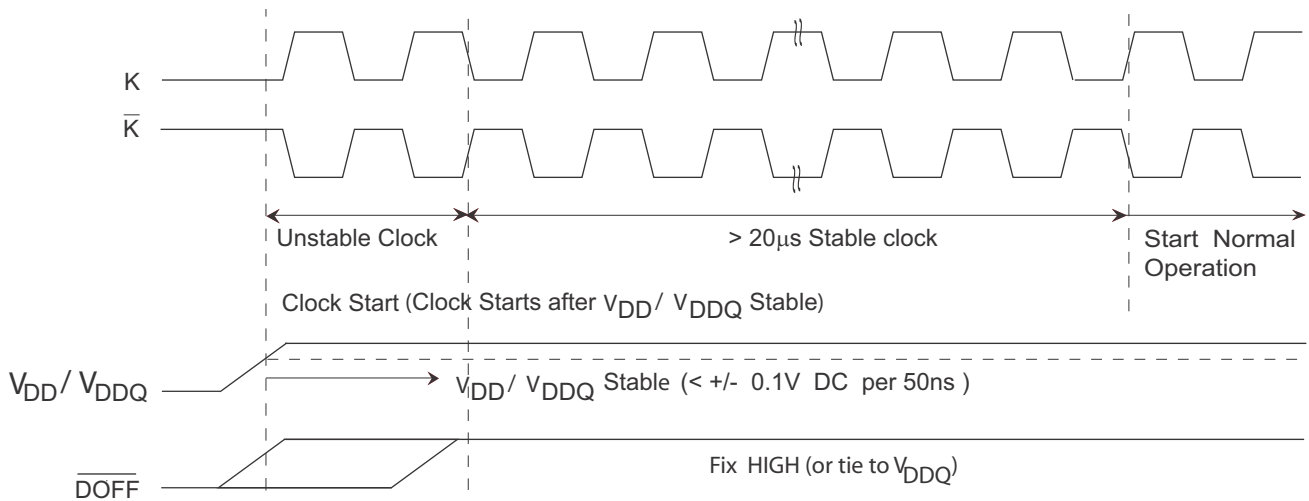 K
K̅
Unstable Clock
> 20μs Stable clock
Start Normal
Operation
Clock Start (Clock Starts after VDD / VDDQ Stable)
VDD / VDDQ
VDD / VDDQ Stable (< +/- 0.1V DC per 50ns )
D̅O̅F̅F̅
Fix HIGH (or tie to VDDQ)